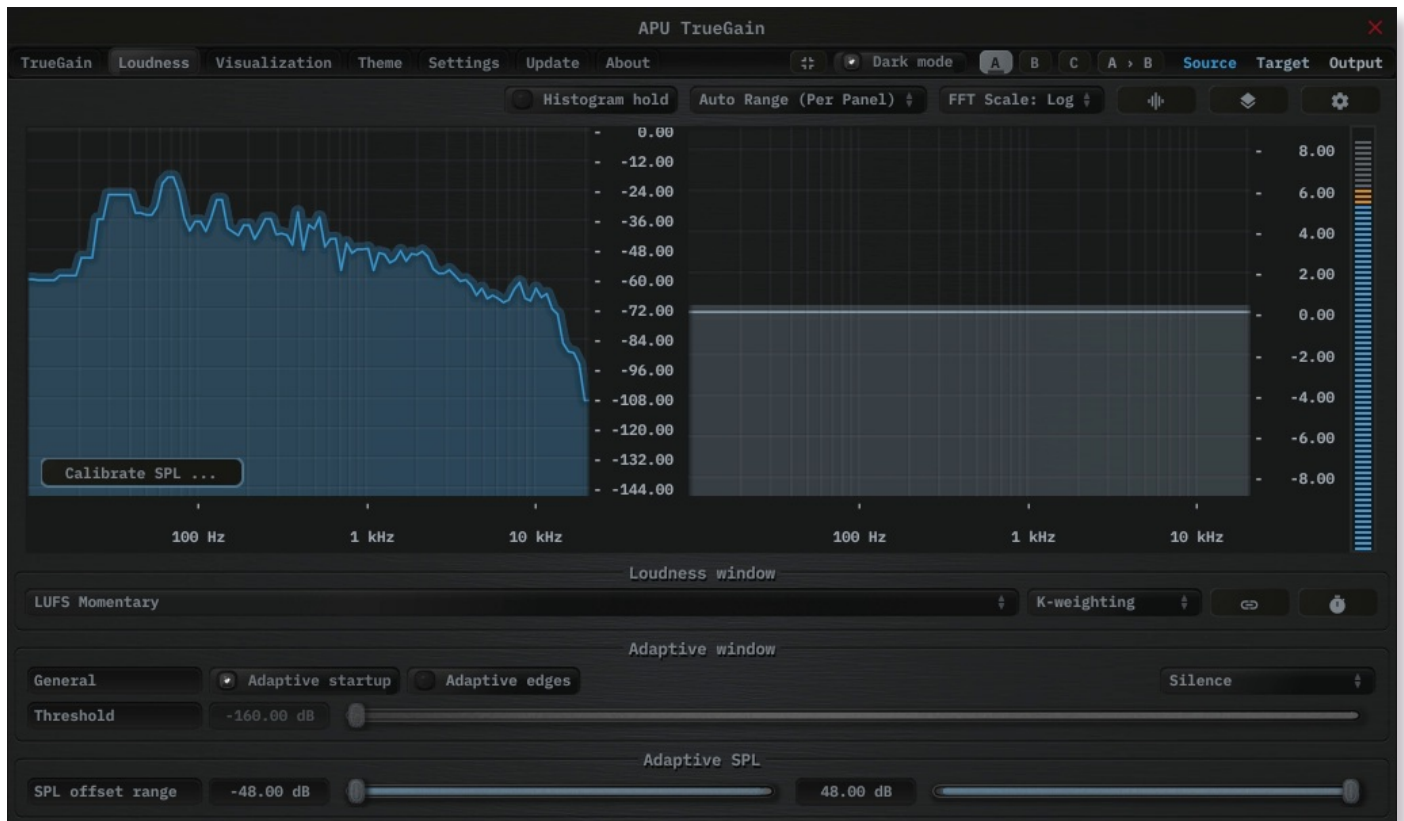 APU TrueGain
TrueGain Loudness Visualization Theme Settings Update About Dark mode A B C A › B Source Target Output
Histogram hold Auto Range (Per Panel) FFT Scale: Log
0.00
-12.00
-24.00
-36.00
-48.00
-60.00
-72.00
-84.00
-96.00
-108.00
-120.00
-132.00
-144.00
Calibrate SPL ...
100 Hz 1 kHz 10 kHz
8.00
6.00
4.00
2.00
0.00
-2.00
-4.00
-6.00
-8.00
100 Hz 1 kHz 10 kHz
Loudness window
LUFS Momentary K-weighting
Adaptive window
General Adaptive startup Adaptive edges Silence
Threshold -160.00 dB
Adaptive SPL
SPL offset range -48.00 dB 48.00 dB